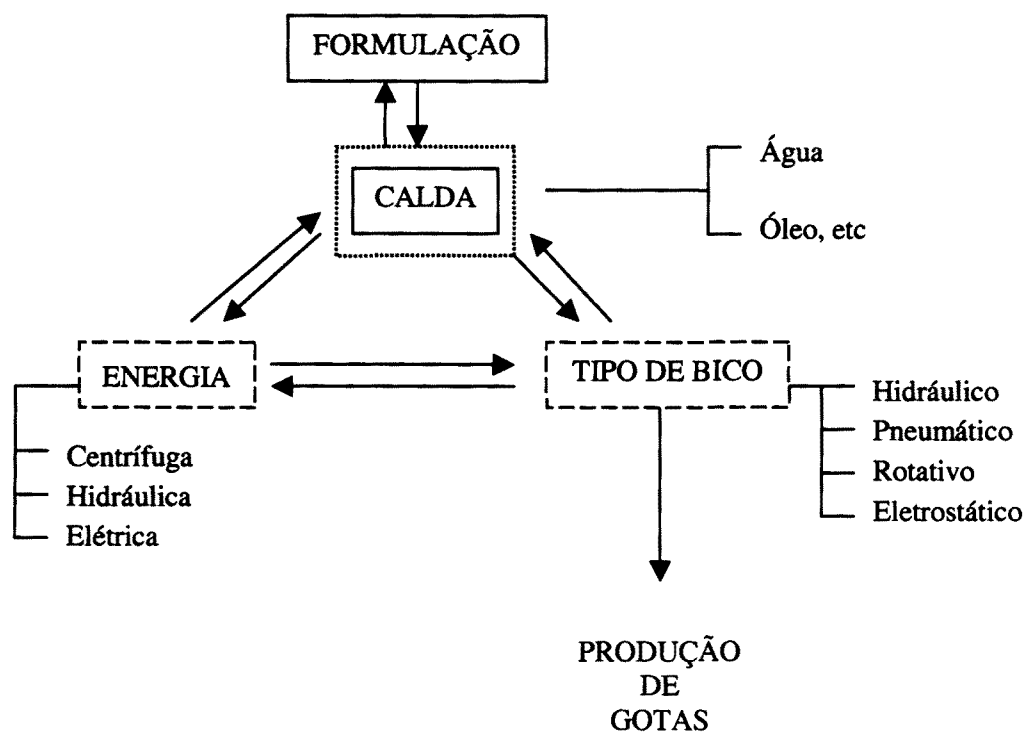 FORMULAÇÃO
CALDA
Água
Óleo, etc
ENERGIA
Centrífuga
Hidráulica
Elétrica
TIPO DE BICO
Hidráulico
Pneumático
Rotativo
Eletrostático
PRODUÇÃO
DE
GOTAS